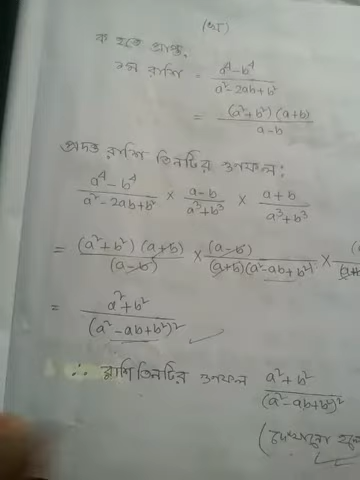 (খ)
ক হতে প্রাপ্ত,
১ম রাশি = a⁴-b⁴/a²-2ab+b²
= (a²+b²)(a+b)/a-b
প্রদত্ত রাশি তিনটির গুণফল:
a⁴-b⁴/a²-2ab+b² × a-b/a³+b³ × a+b/a³+b³
= (a²+b²)(a+b)/(a-b) × (a-b)/(a+b)(a²-ab+b²) ×
= a²+b²/(a²-ab+b²)²
∴ রাশি তিনটির গুণফল a²+b²/(a²-ab+b²)²